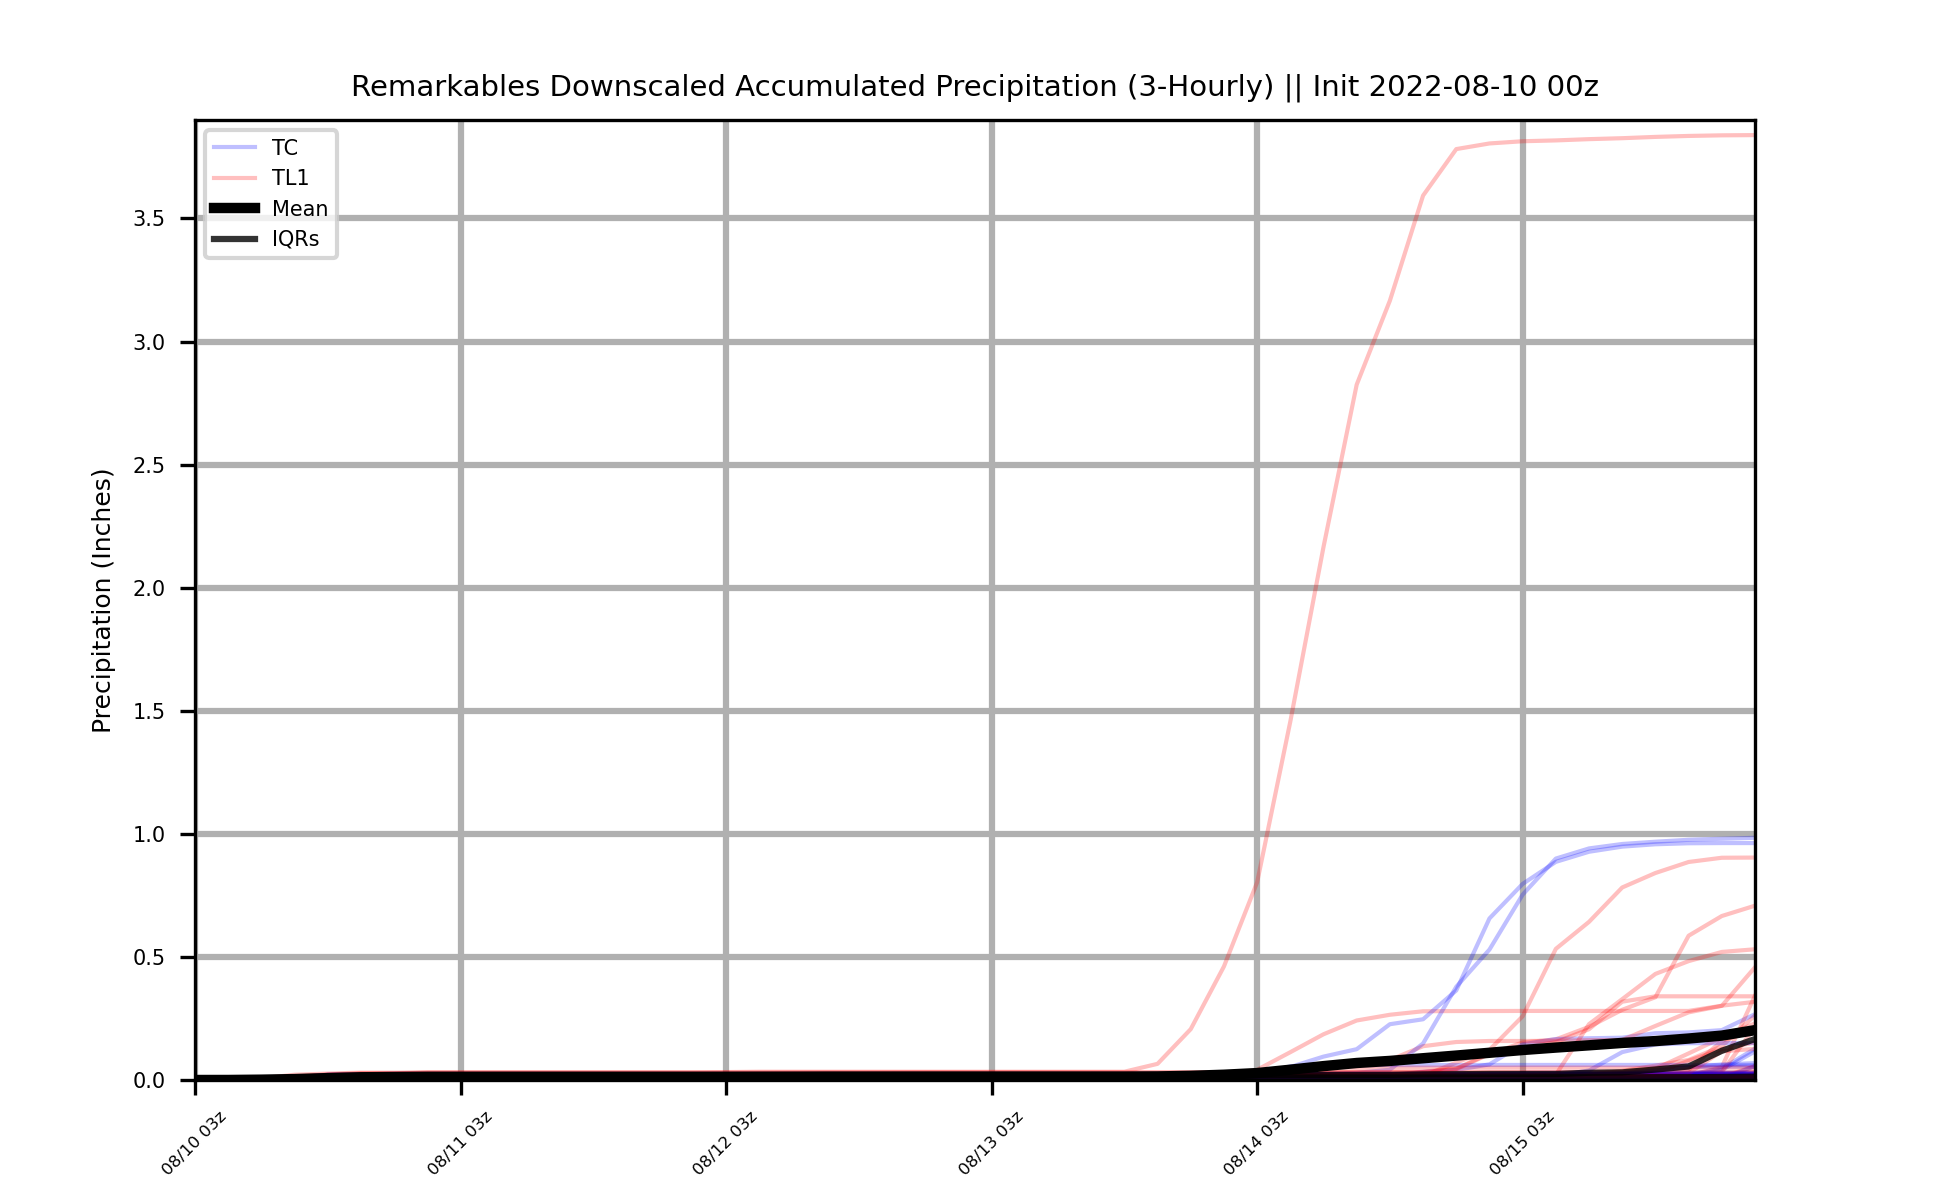 Remarkables Downscaled Accumulated Precipitation (3-Hourly) || Init 2022-08-10 00z
TC
TL1
Mean
IQRs
Precipitation (Inches)
3.5
3.0
2.5
2.0
1.5
1.0
0.5
0.0
08/10 03z
08/11 03z
08/12 03z
08/13 03z
08/14 03z
08/15 03z